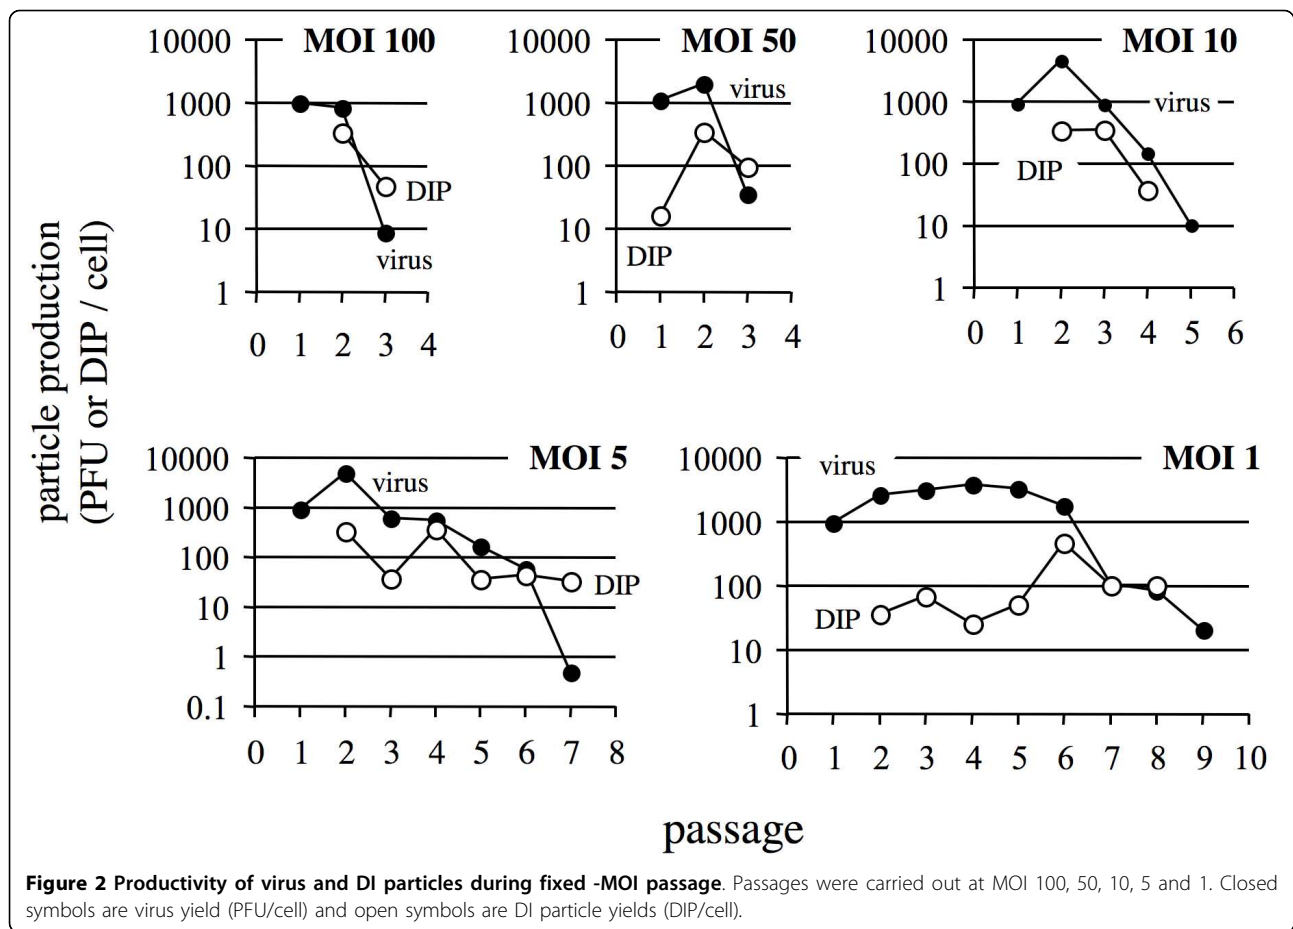 MOI 100
10000
1000
100
10
1
DIP
virus
0 1 2 3 4
MOI 50
10000
1000
100
10
1
virus
DIP
0 1 2 3 4
MOI 10
10000
1000
100
10
1
virus
DIP
0 1 2 3 4 5 6
particle production
(PFU or DIP / cell)
MOI 5
10000
1000
100
10
1
0.1
virus
DIP
0 1 2 3 4 5 6 7 8
MOI 1
10000
1000
100
10
1
virus
DIP
0 1 2 3 4 5 6 7 8 9 10
passage
Figure 2 Productivity of virus and DI particles during fixed -MOI passage. Passages were carried out at MOI 100, 50, 10, 5 and 1. Closed
symbols are virus yield (PFU/cell) and open symbols are DI particle yields (DIP/cell).